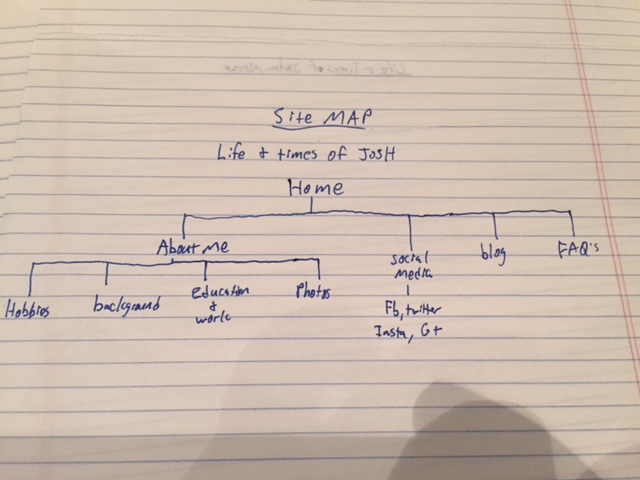 Site MAP
Life & times of JosH
Home
About me
social
media
blog
FAQ's
Hobbies
background
Education
&
work
Photos
Fb, twitter
Insta, G+